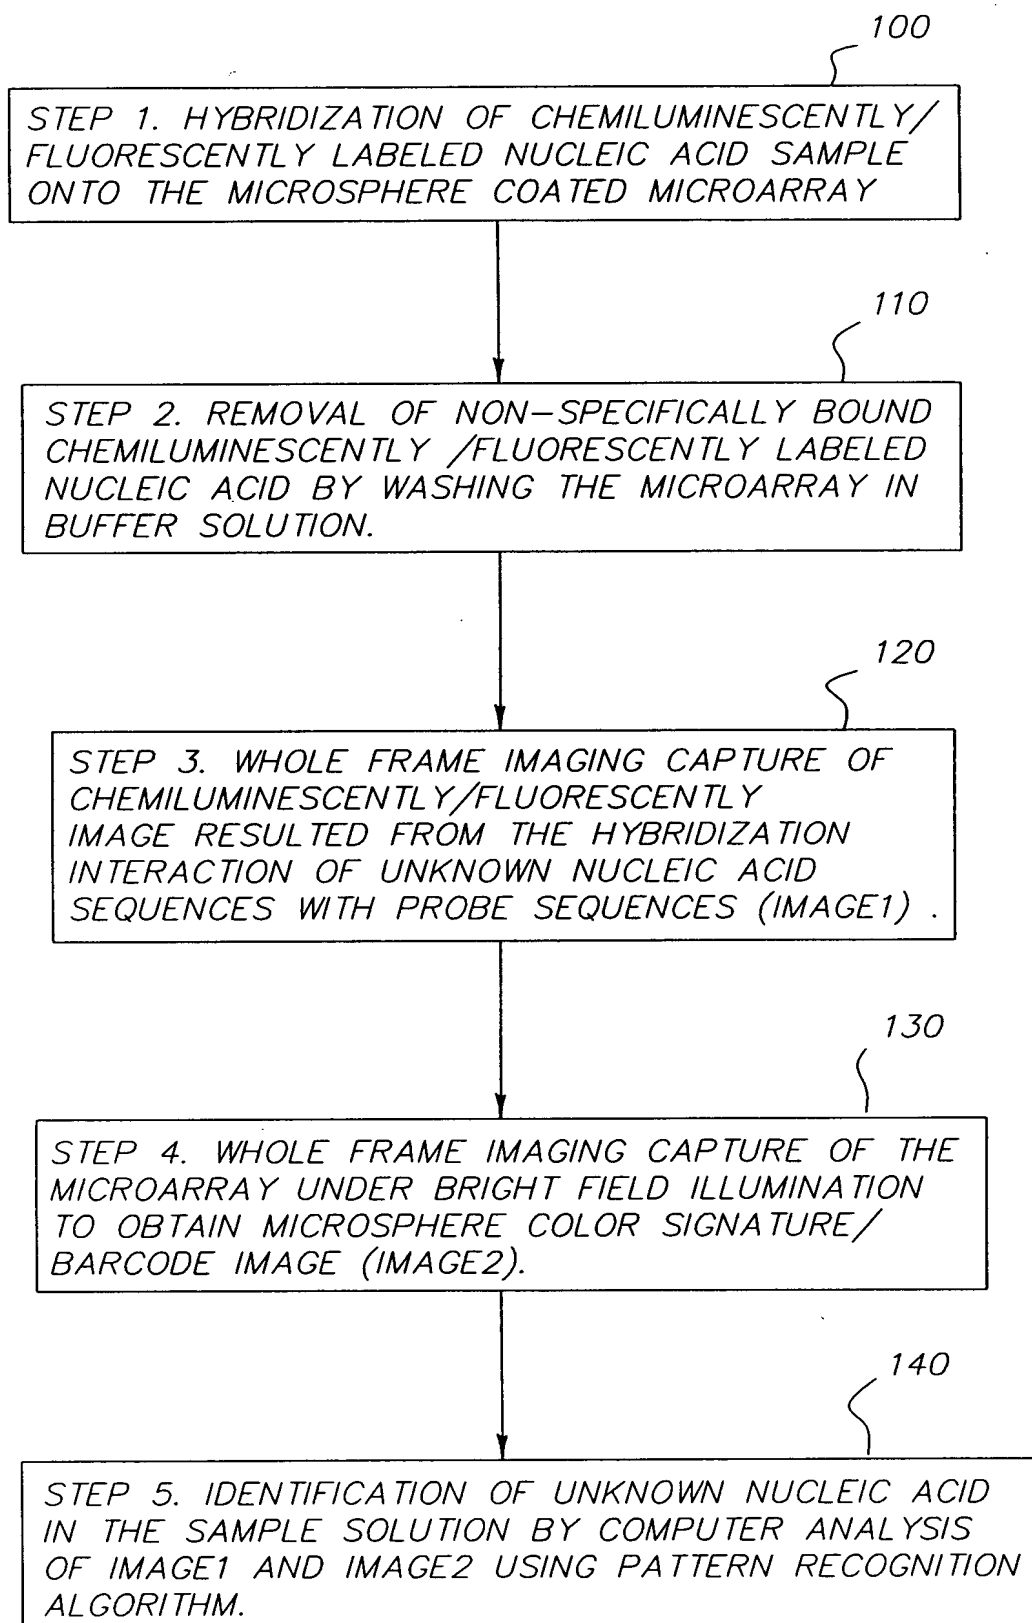 100
STEP 1. HYBRIDIZATION OF CHEMILUMINESCENTLY/
FLUORESCENTLY LABELED NUCLEIC ACID SAMPLE
ONTO THE MICROSPHERE COATED MICROARRAY
110
STEP 2. REMOVAL OF NON-SPECIFICALLY BOUND
CHEMILUMINESCENTLY /FLUORESCENTLY LABELED
NUCLEIC ACID BY WASHING THE MICROARRAY IN
BUFFER SOLUTION.
120
STEP 3. WHOLE FRAME IMAGING CAPTURE OF
CHEMILUMINESCENTLY/FLUORESCENTLY
IMAGE RESULTED FROM THE HYBRIDIZATION
INTERACTION OF UNKNOWN NUCLEIC ACID
SEQUENCES WITH PROBE SEQUENCES (IMAGE1) .
130
STEP 4. WHOLE FRAME IMAGING CAPTURE OF THE
MICROARRAY UNDER BRIGHT FIELD ILLUMINATION
TO OBTAIN MICROSPHERE COLOR SIGNATURE/
BARCODE IMAGE (IMAGE2).
140
STEP 5. IDENTIFICATION OF UNKNOWN NUCLEIC ACID
IN THE SAMPLE SOLUTION BY COMPUTER ANALYSIS
OF IMAGE1 AND IMAGE2 USING PATTERN RECOGNITION
ALGORITHM.